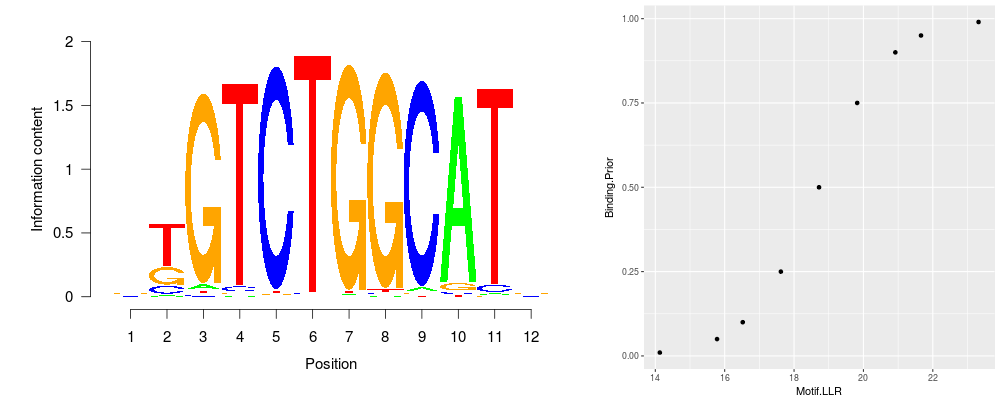 Information content
2
1.5
1
0.5
0
TGTCTGGCAT
G
C
1 2 3 4 5 6 7 8 9 10 11 12
Position
Binding.Prior
1.00
0.75
0.50
0.25
0.00
14 16 18 20 22
Motif.LLR